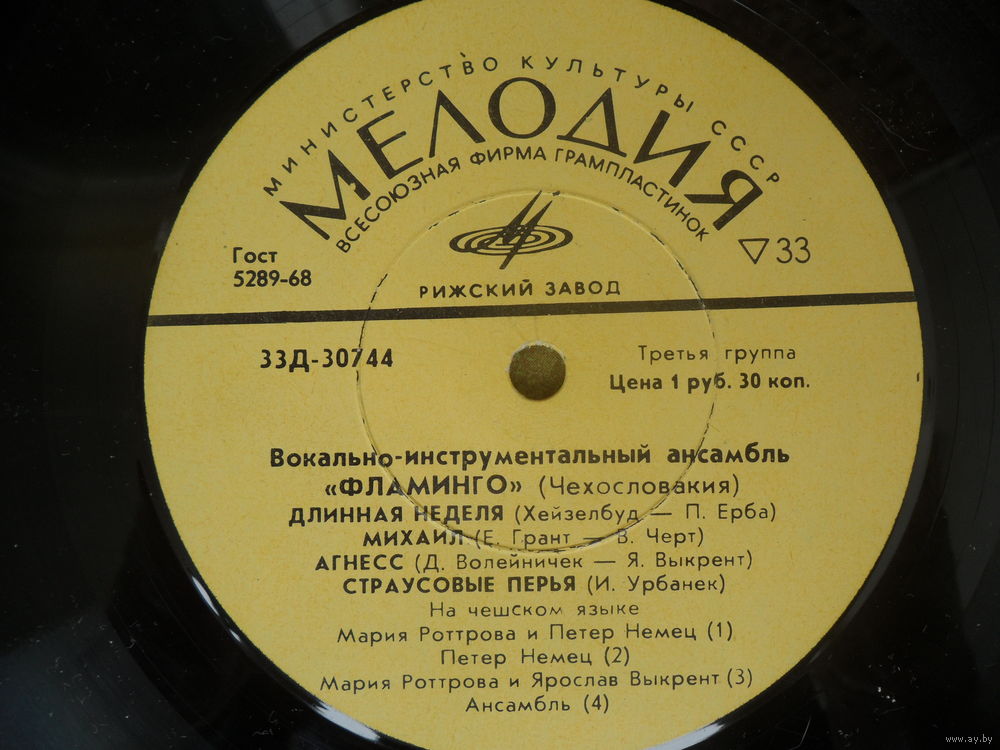 МИНИСТЕРСТВО КУЛЬТУРЫ СССР
МЕЛОДИЯ
ВСЕСОЮЗНАЯ ФИРМА ГРАМПЛАСТИНОК
Гост
5289-68
33
РИЖСКИЙ ЗАВОД
33Д-30744
Третья группа
Цена 1 руб. 30 коп.
Вокально-инструментальный ансамбль
«ФЛАМИНГО» (Чехословакия)
ДЛИННАЯ НЕДЕЛЯ (Хейзелбуд — П. Ерба)
МИХАИЛ (Е. Грант — В. Черт)
АГНЕСС (Д. Волейничек — Я. Выкрент)
СТРАУСОВЫЕ ПЕРЬЯ (И. Урбанек)
На чешском языке
Мария Роттрова и Петер Немец (1)
Петер Немец (2)
Мария Роттрова и Ярослав Выкрент (3)
Ансамбль (4)
www.ay.by